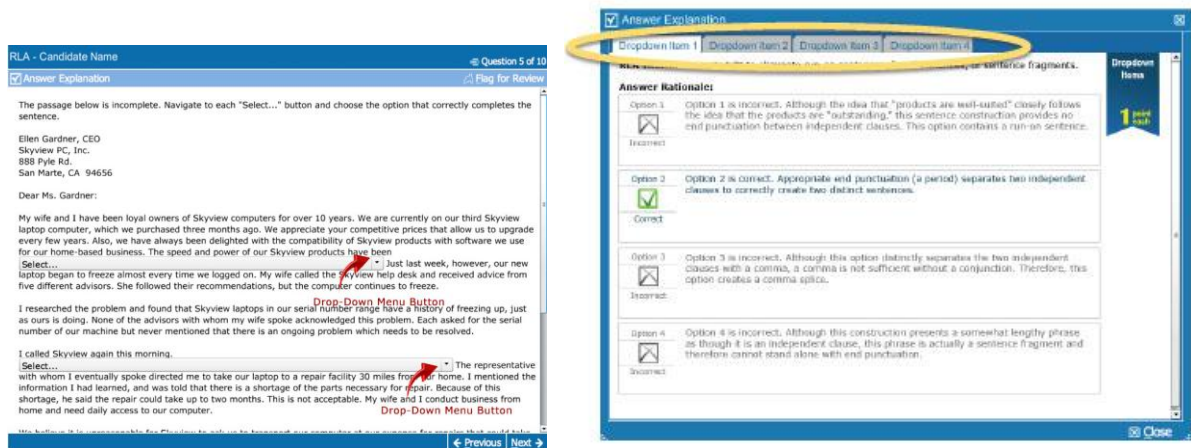 RLA - Candidate Name
Question 5 of 10
Answer Explanation
Flag for Review
The passage below is incomplete. Navigate to each "Select..." button and choose the option that correctly completes the
sentence.
Ellen Gardner, CEO
Skyview PC, Inc.
888 Pyle Rd.
San Marte, CA 94656
Dear Ms. Gardner:
My wife and I have been loyal owners of Skyview computers for over 10 years. We are currently on our third Skyview
laptop computer, which we purchased three months ago. We appreciate your competitive prices that allow us to upgrade
every few years. Also, we have always been delighted with the compatibility of Skyview products with software we use
for our home-based business. The speed and power of our Skyview products have been
Select... Just last week, however, our new
laptop began to freeze almost every time we logged on. My wife called the Skyview help desk and received advice from
five different advisors. She followed their recommendations, but the computer continues to freeze.
Drop-Down Menu Button
I researched the problem and found that Skyview laptops in our serial number range have a history of freezing up, just
as ours is doing. None of the advisors with whom my wife spoke acknowledged this problem. Each asked for the serial
number of our machine but never mentioned that there is an ongoing problem which needs to be resolved.
I called Skyview again this morning.
Select... The representative
with whom I eventually spoke directed me to take our laptop to a repair facility 30 miles from our home. I mentioned the
information I had learned, and was told that there is a shortage of the parts necessary for repair. Because of this
shortage, he said the repair could take up to two months. This is not acceptable. My wife and I conduct business from
home and need daily access to our computer.
Drop-Down Menu Button
Previous Next
Answer Explanation
Dropdown Item 1 Dropdown Item 2 Dropdown Item 3 Dropdown Item 4
sentence fragments.
Dropdown
Items
1 point
each
Answer Rationale:
Option 1
Incorrect
Option 1 is incorrect. Although the idea that "products are well-suited" closely follows
the idea that the products are "outstanding," this sentence construction provides no
end punctuation between independent clauses. This option contains a run-on sentence.
Option 2
Correct
Option 2 is correct. Appropriate end punctuation (a period) separates two independent
clauses to correctly create two distinct sentences.
Option 3
Incorrect
Option 3 is incorrect. Although this option distinctly separates the two independent
clauses with a comma, a comma is not sufficient without a conjunction. Therefore, this
option creates a comma splice.
Option 4
Incorrect
Option 4 is incorrect. Although this construction presents a somewhat lengthy phrase
as though it is an independent clause, this phrase is actually a sentence fragment and
therefore cannot stand alone with end punctuation.
Close